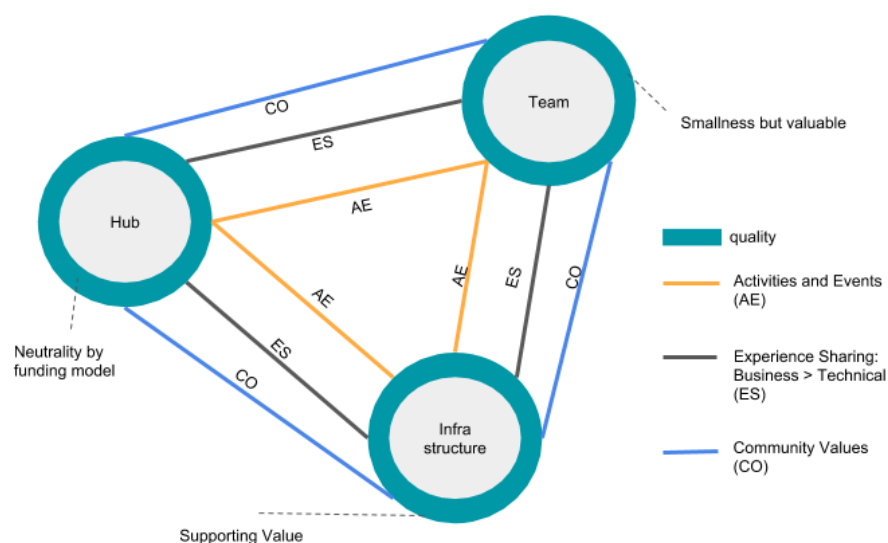 Team
CO
Smallness but valuable
ES
AE
Hub
quality
AE
ES
CO
Activities and Events
(AE)
AE
Neutrality by
funding model
ES
Experience Sharing:
Business > Technical
(ES)
CO
Infra
structure
Community Values
(CO)
Supporting Value